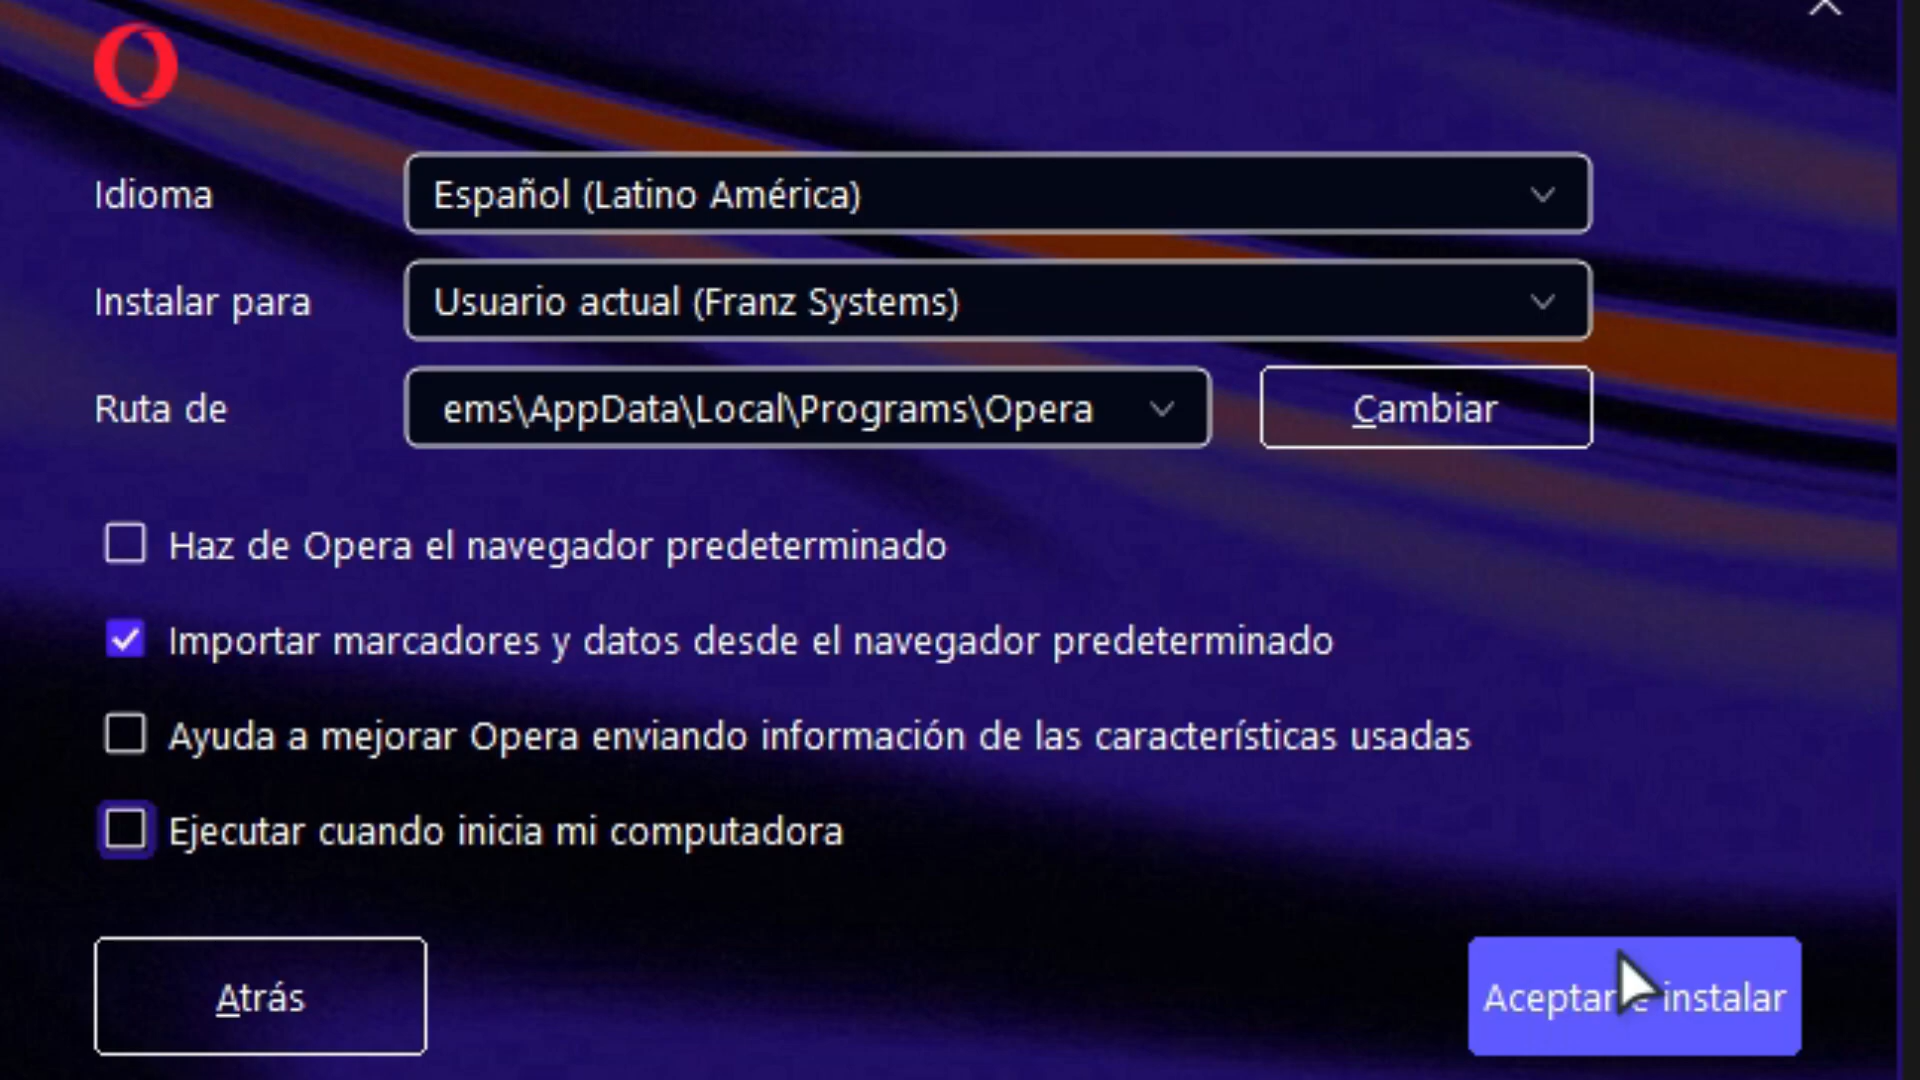 Idioma
Español (Latino América)
Instalar para
Usuario actual (Franz Systems)
Ruta de
ems\AppData\Local\Programs\Opera
Cambiar
Haz de Opera el navegador predeterminado
Importar marcadores y datos desde el navegador predeterminado
Ayuda a mejorar Opera enviando información de las características usadas
Ejecutar cuando inicia mi computadora
Atrás
Aceptar e instalar